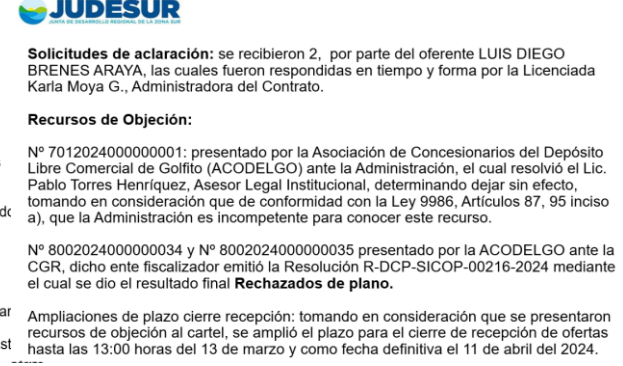 JUDESUR
JUNTA DE DESARROLLO REGIONAL DE LA ZONA SUR
Solicitudes de aclaración: se recibieron 2, por parte del oferente LUIS DIEGO
BRENES ARAYA, las cuales fueron respondidas en tiempo y forma por la Licenciada
Karla Moya G., Administradora del Contrato.
Recursos de Objeción:
Nº 7012024000000001: presentado por la Asociación de Concesionarios del Depósito
Libre Comercial de Golfito (ACODELGO) ante la Administración, el cual resolvió el Lic.
Pablo Torres Henríquez, Asesor Legal Institucional, determinando dejar sin efecto,
tomando en consideración que de conformidad con la Ley 9986, Artículos 87, 95 inciso
a), que la Administración es incompetente para conocer este recurso.
Nº 8002024000000034 y Nº 8002024000000035 presentado por la ACODELGO ante la
CGR, dicho ente fiscalizador emitió la Resolución R-DCP-SICOP-00216-2024 mediante
el cual se dio el resultado final Rechazados de plano.
Ampliaciones de plazo cierre recepción: tomando en consideración que se presentaron
recursos de objeción al cartel, se amplió el plazo para el cierre de recepción de ofertas
hasta las 13:00 horas del 13 de marzo y como fecha definitiva el 11 de abril del 2024.